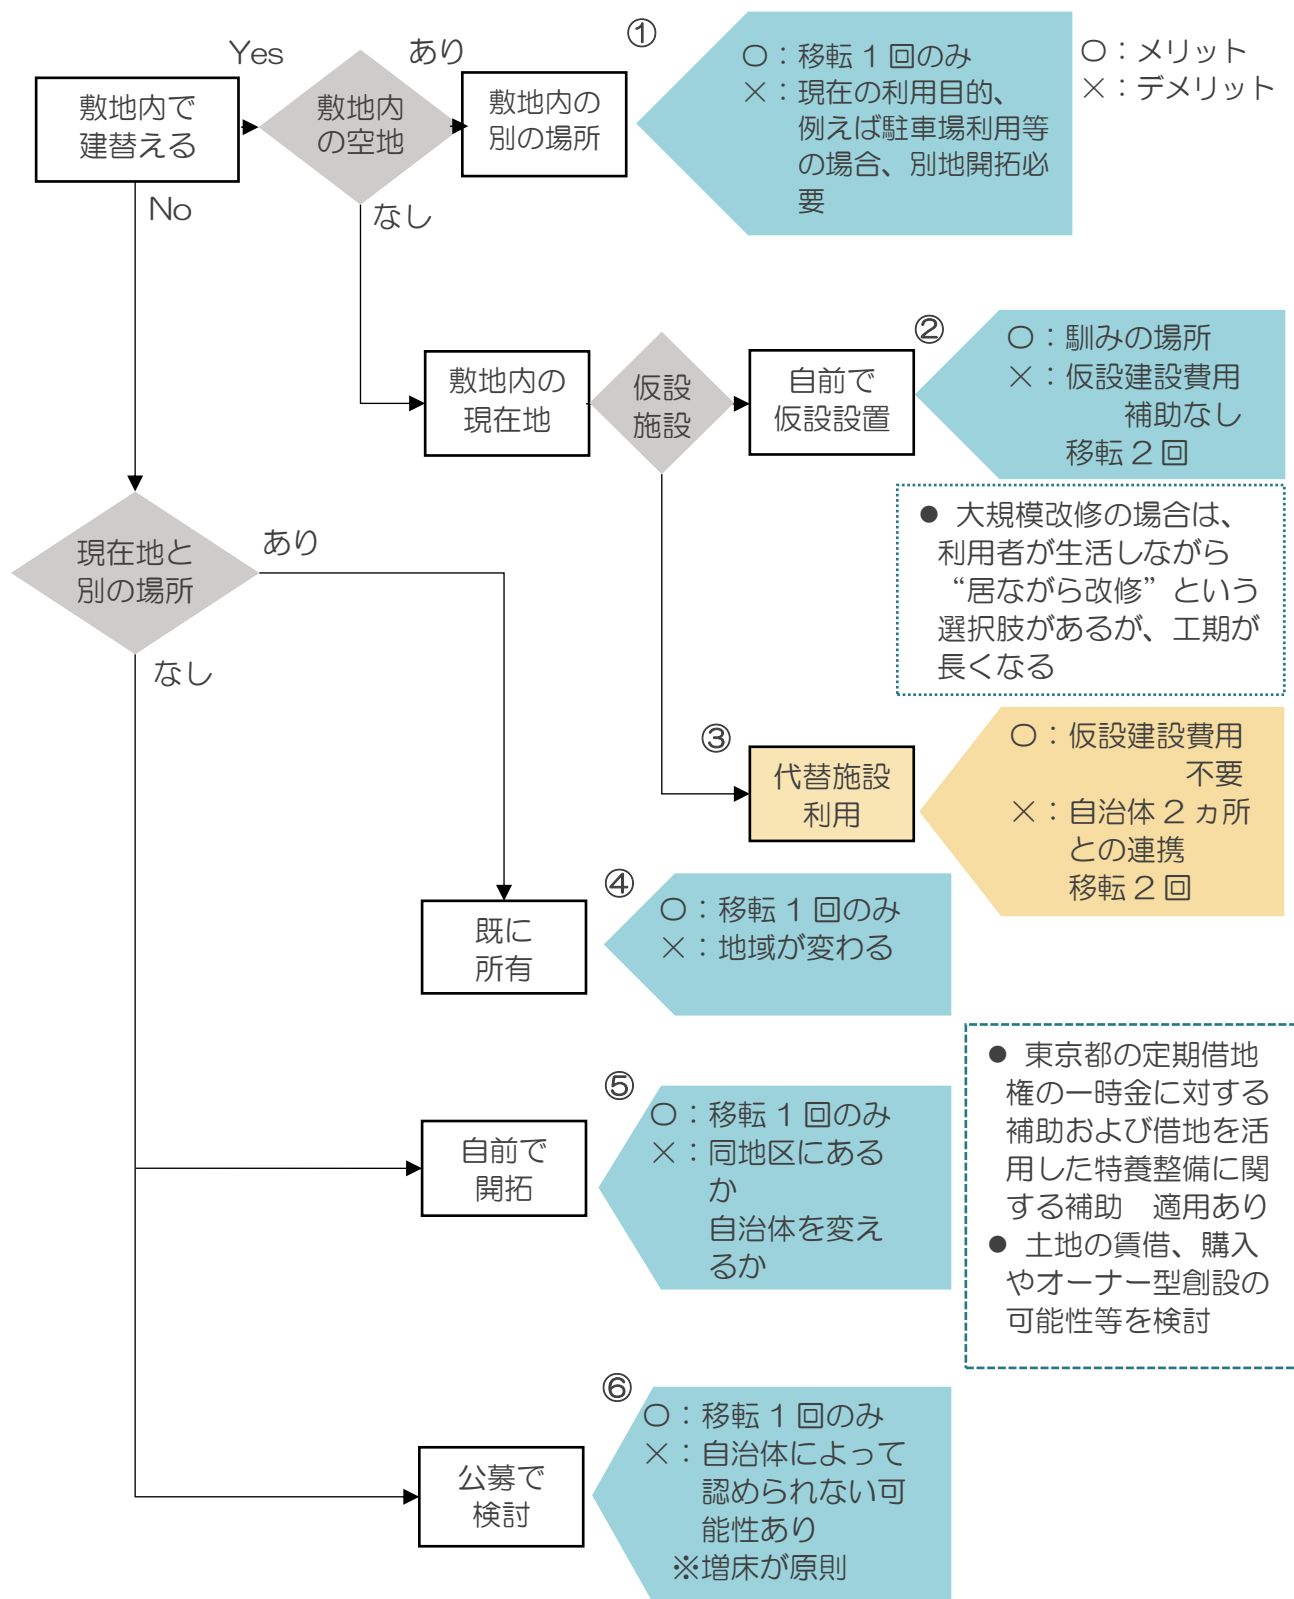 敷地内で
建替える
Yes
No
敷地内
の空地
あり
なし
敷地内の
別の場所
①
〇：移転1回のみ
×：現在の利用目的、
例えば駐車場利用等
の場合、別地開拓必
要
〇：メリット
×：デメリット
敷地内の
現在地
仮設
施設
自前で
仮設設置
②
〇：馴みの場所
×：仮設建設費用
補助なし
移転2回
● 大規模改修の場合は、
利用者が生活しながら
“居ながら改修”という
選択肢があるが、工期が
長くなる
現在地と
別の場所
あり
なし
③
代替施設
利用
〇：仮設建設費用
不要
×：自治体2ヵ所
との連携
移転2回
④
既に
所有
〇：移転1回のみ
×：地域が変わる
⑤
自前で
開拓
〇：移転1回のみ
×：同地区にある
か
自治体を変え
るか
● 東京都の定期借地
権の一時金に対する
補助および借地を活
用した特養整備に関
する補助　適用あり
● 土地の賃借、購入
やオーナー型創設の
可能性等を検討
⑥
公募で
検討
〇：移転1回のみ
×：自治体によって
認められない可
能性あり
※増床が原則